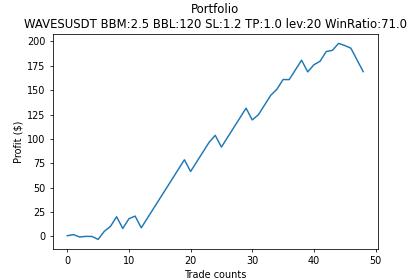 Portfolio
WAVESUSDT BBM:2.5 BBL:120 SL:1.2 TP:1.0 lev:20 WinRatio:71.0
200
175
150
125
100
75
50
25
0
Profit ($)
0 10 20 30 40 50
Trade counts